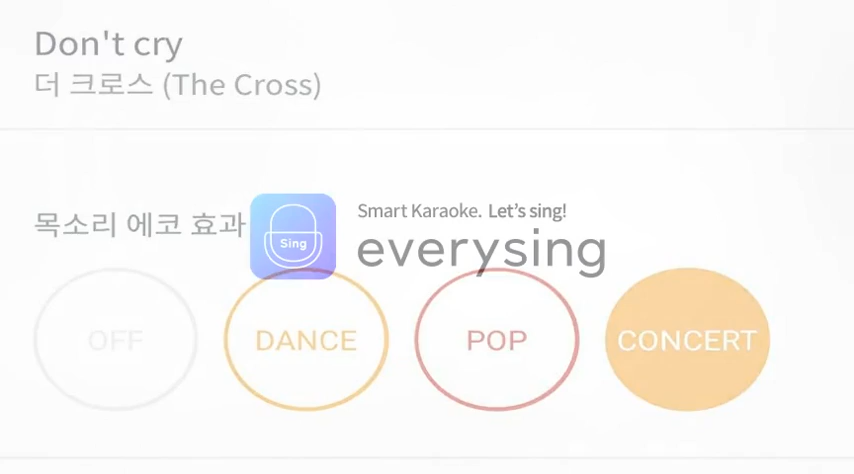 Don't cry
더 크로스 (The Cross)
Smart Karaoke. Let's sing!
목소리 에코 효과
Sing
everysing
OFF
DANCE
POP
CONCERT